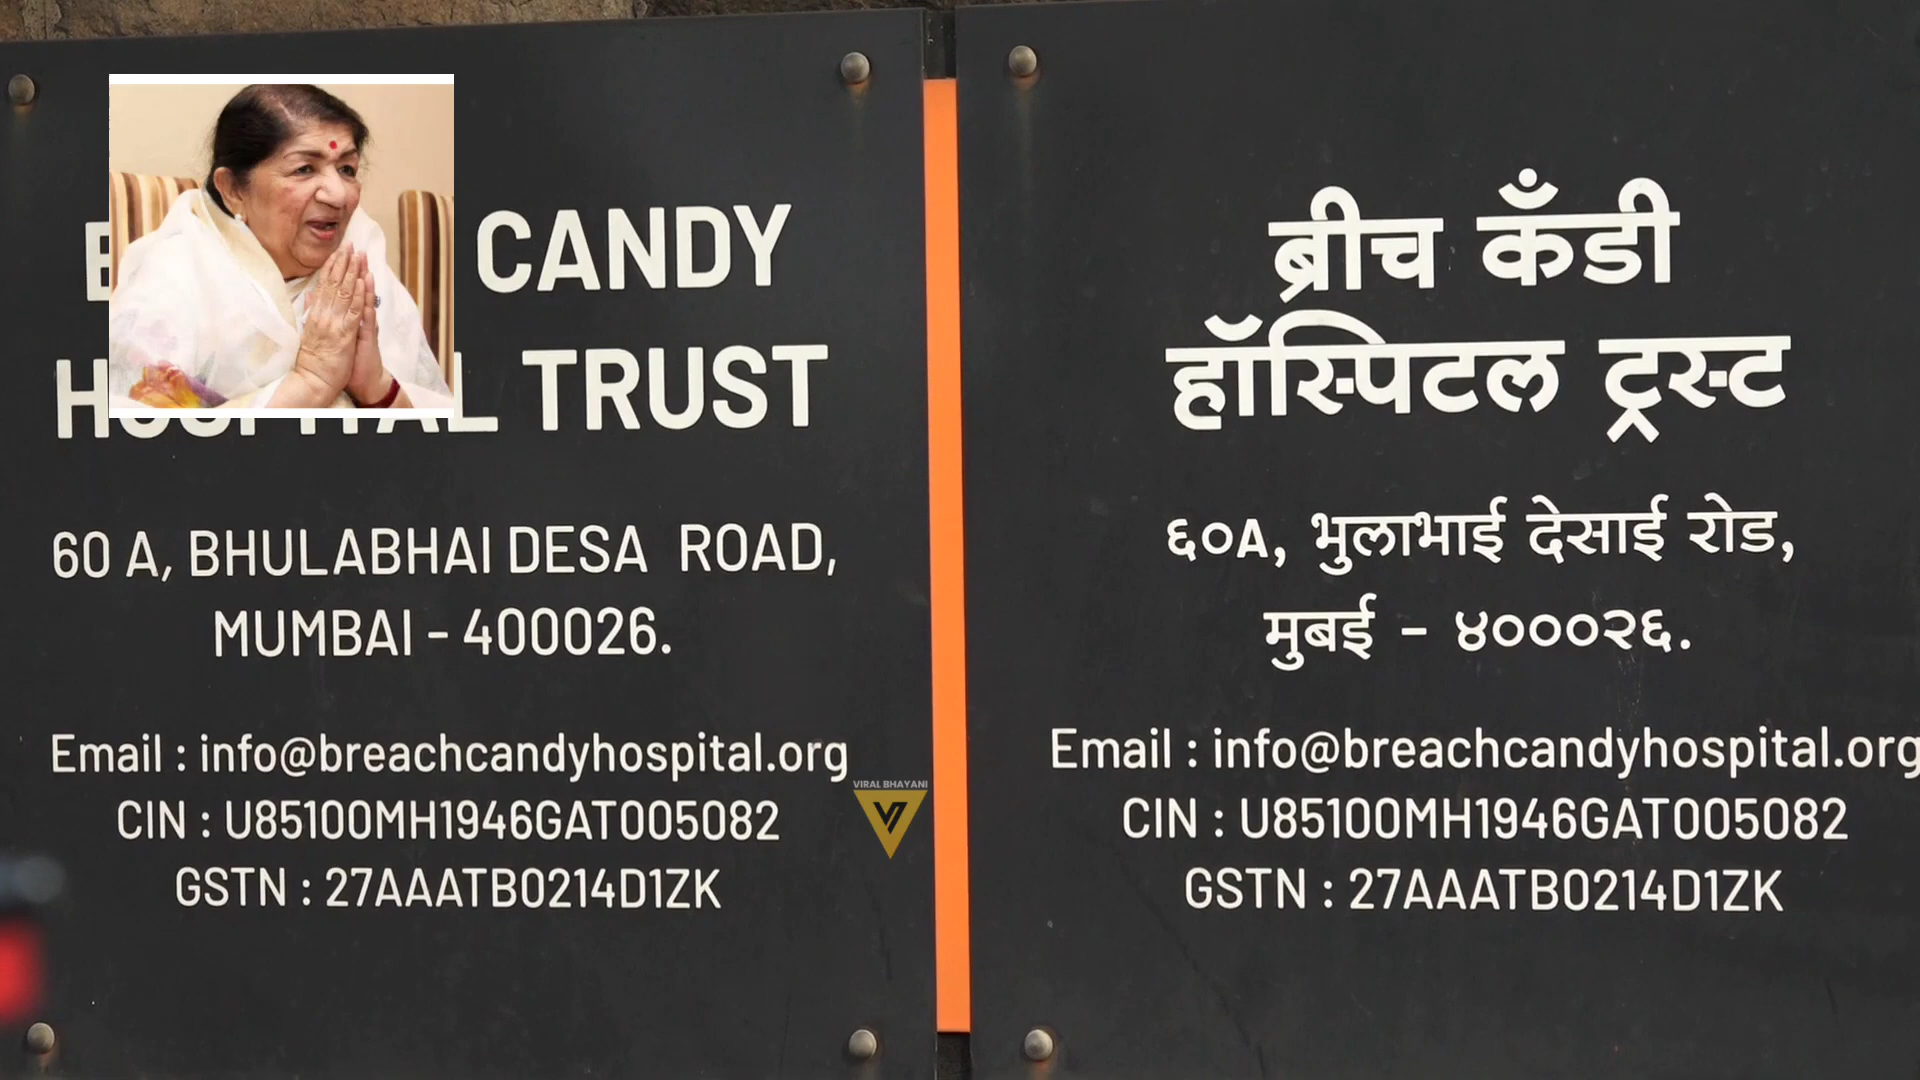 CANDY
HOSPITAL TRUST
60 A, BHULABHAI DESA ROAD,
MUMBAI - 400026.
Email : info@breachcandyhospital.org
CIN : U85100MH1946GAT005082
GSTN : 27AAATB0214D1ZK
VIRAL BHAYANI
ब्रीच कँडी
हॉस्पिटल ट्रस्ट
६०A, भुलाभाई देसाई रोड,
मुबई - ४०००२६.
Email : info@breachcandyhospital.org
CIN : U85100MH1946GAT005082
GSTN : 27AAATB0214D1ZK